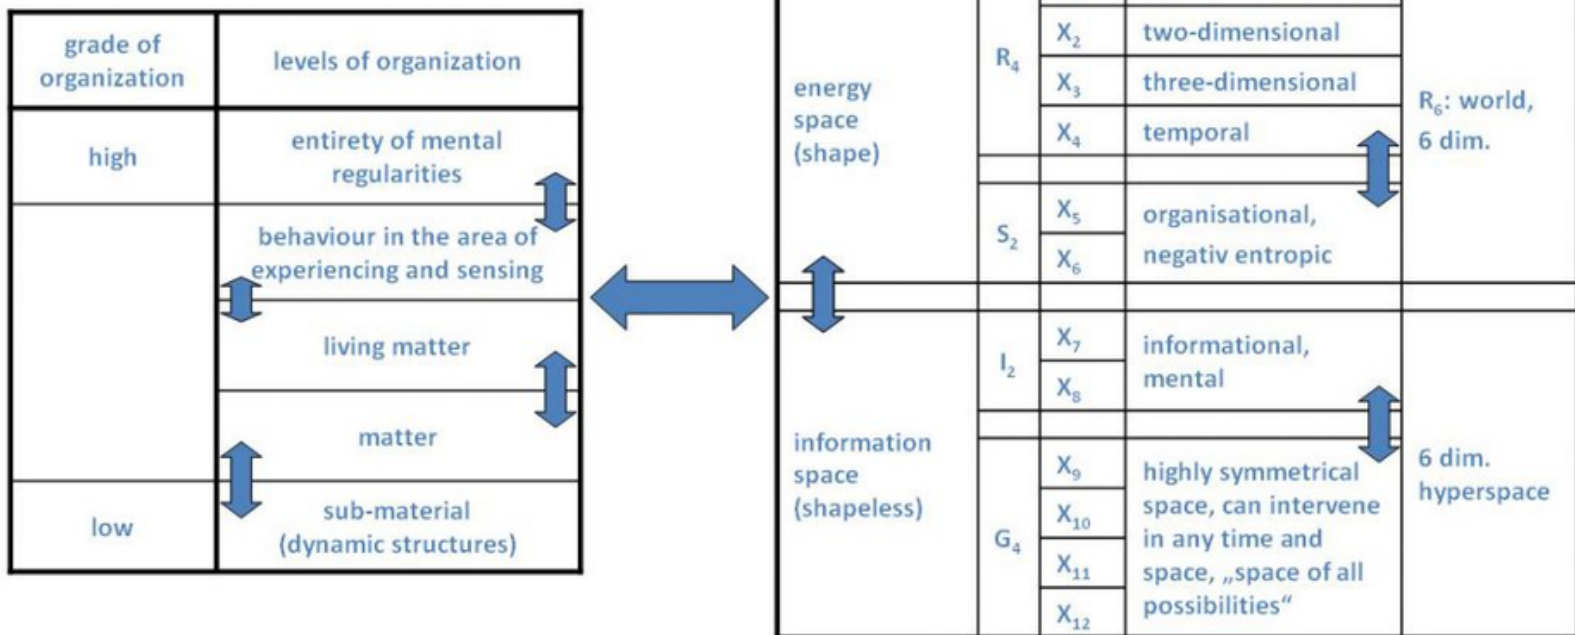 grade of
organization
levels of organization
high
entirety of mental
regularities
behaviour in the area of
experiencing and sensing
living matter
matter
low
sub-material
(dynamic structures)
energy
space
(shape)
R₄
X₂
two-dimensional
X₃
three-dimensional
X₄
temporal
R₆: world,
6 dim.
S₂
X₅
X₆
organisational,
negativ entropic
information
space
(shapeless)
I₂
X₇
X₈
informational,
mental
G₄
X₉
X₁₀
X₁₁
X₁₂
highly symmetrical
space, can intervene
in any time and
space, „space of all
possibilities“
6 dim.
hyperspace